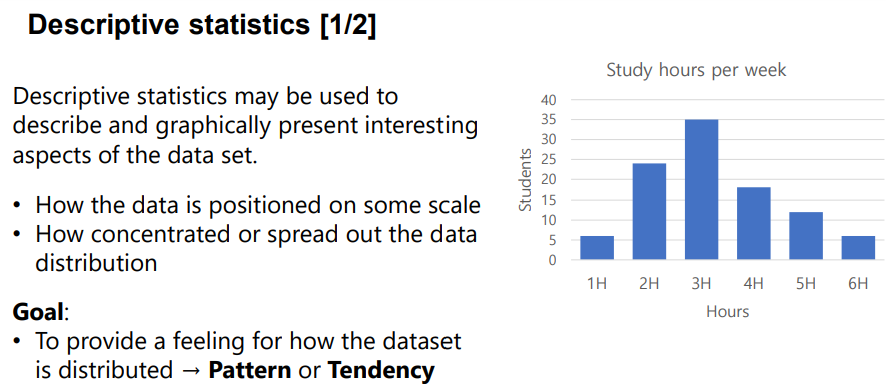 Descriptive statistics [1/2]
Descriptive statistics may be used to
describe and graphically present interesting
aspects of the data set.
• How the data is positioned on some scale
• How concentrated or spread out the data
distribution
Goal:
• To provide a feeling for how the dataset
is distributed → Pattern or Tendency
Study hours per week
Students
40
35
30
25
20
15
10
5
0
1H 2H 3H 4H 5H 6H
Hours